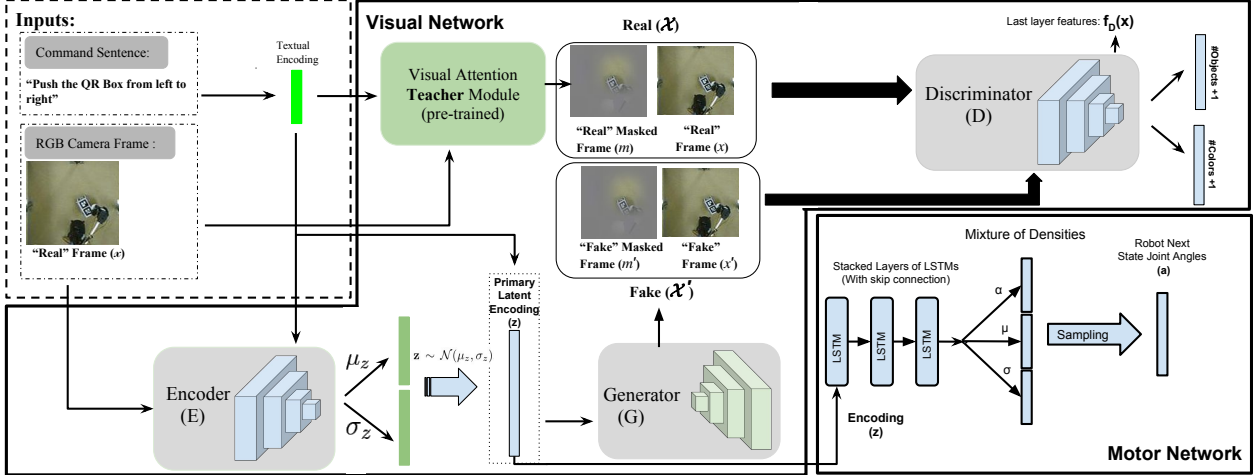 Inputs:
Command Sentence:
“Push the QR Box from left to
right”
RGB Camera Frame :
“Real” Frame (x)
Textual
Encoding
Visual Network
Visual Attention
Teacher Module
(pre-trained)
Real (𝒳)
“Real” Masked
Frame (m)
“Real”
Frame (x)
“Fake” Masked
Frame (m′)
“Fake”
Frame (x′)
Fake (𝒳′)
Last layer features: f_D(x)
Discriminator
(D)
#Objects +1
#Colors +1
Encoder
(E)
μ_z
σ_z
z ∼ 𝒩(μ_z, σ_z)
Primary
Latent
Encoding
(z)
Generator
(G)
Mixture of Densities
Stacked Layers of LSTMs
(With skip connection)
LSTM
LSTM
LSTM
α
μ
σ
Sampling
Robot Next
State Joint Angles
(a)
Encoding
(z)
Motor Network